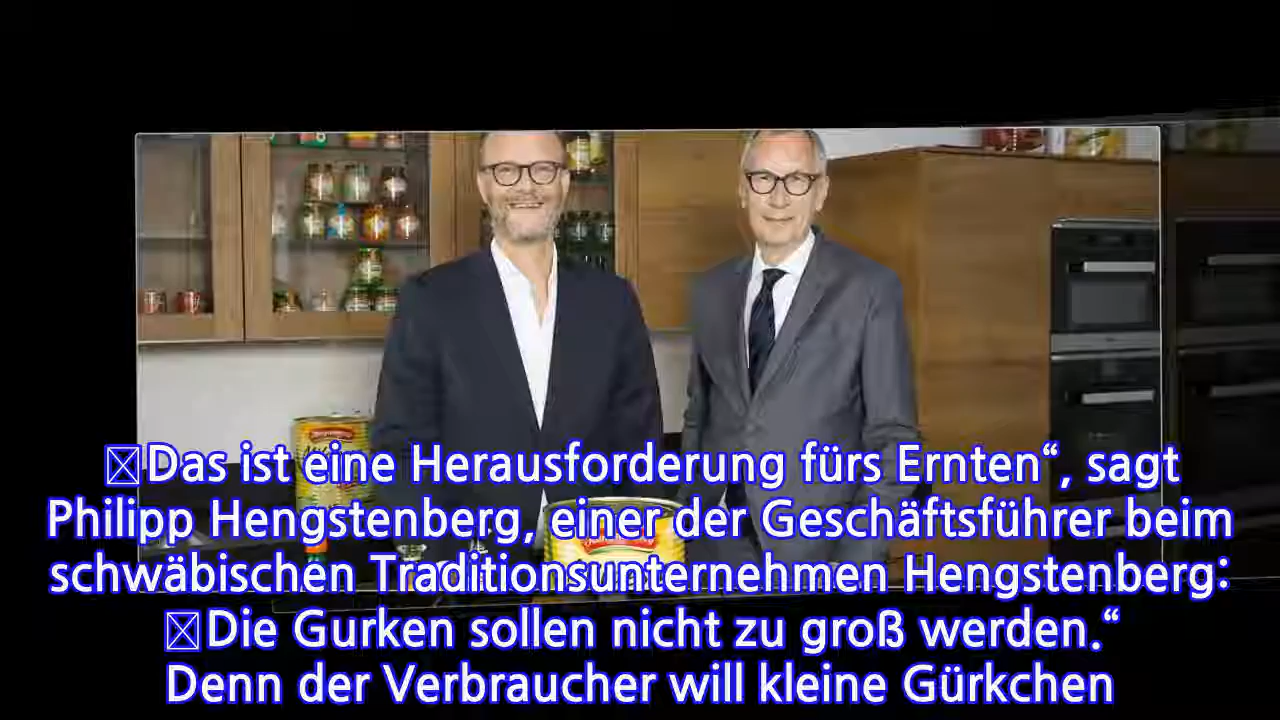 Das ist eine Herausforderung fürs Ernten“, sagt
Philipp Hengstenberg, einer der Geschäftsführer beim
schwäbischen Traditionsunternehmen Hengstenberg:
Die Gurken sollen nicht zu groß werden.“
Denn der Verbraucher will kleine Gürkchen